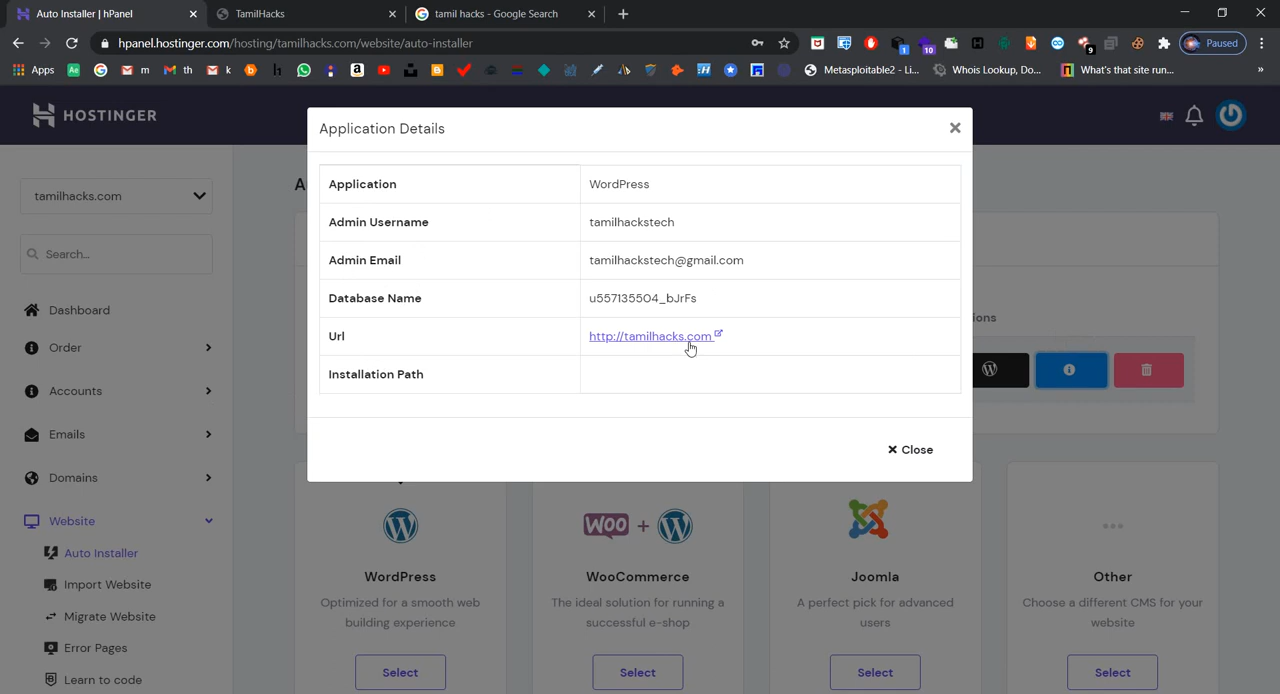 Auto Installer | hPanel
TamilHacks
tamil hacks - Google Search
hpanel.hostinger.com/hosting/tamilhacks.com/website/auto-installer
1
10
9
Paused
Apps
m
th
k
Metasploitable2 - Li...
Whois Lookup, Do...
What's that site run...
»
HOSTINGER
Application Details
tamilhacks.com
A
Application
WordPress
Admin Username
tamilhackstech
Search...
Admin Email
tamilhackstech@gmail.com
Database Name
u557135504_bJrFs
Dashboard
ions
Url
http://tamilhacks.com
Order
Installation Path
Accounts
Emails
Close
Domains
Website
WOO +
Auto Installer
WordPress
WooCommerce
Joomla
Other
Import Website
Optimized for a smooth web
building experience
The ideal solution for running a
successful e-shop
A perfect pick for advanced
users
Choose a different CMS for your
website
Migrate Website
Error Pages
Select
Select
Select
Select
Learn to code